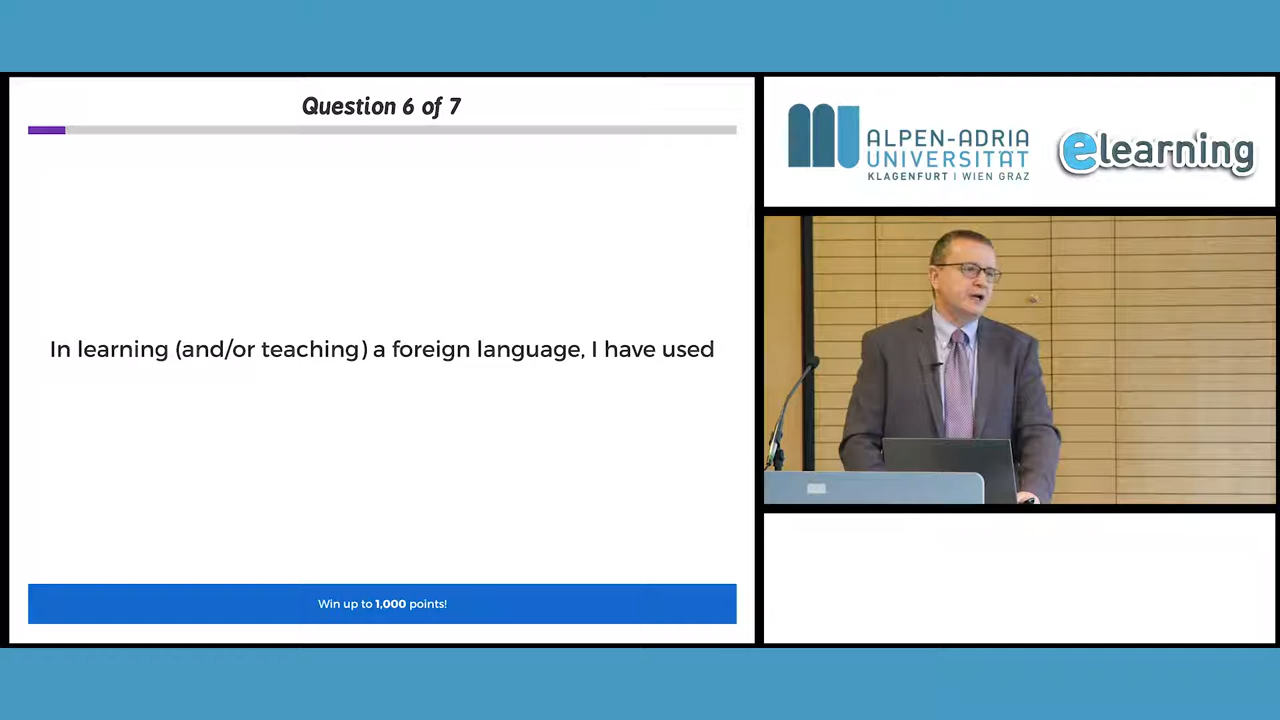 Question 6 of 7
In learning (and/or teaching) a foreign language, I have used
Win up to 1,000 points!
ALPEN-ADRIA
UNIVERSITÄT
KLAGENFURT | WIEN GRAZ
elearning